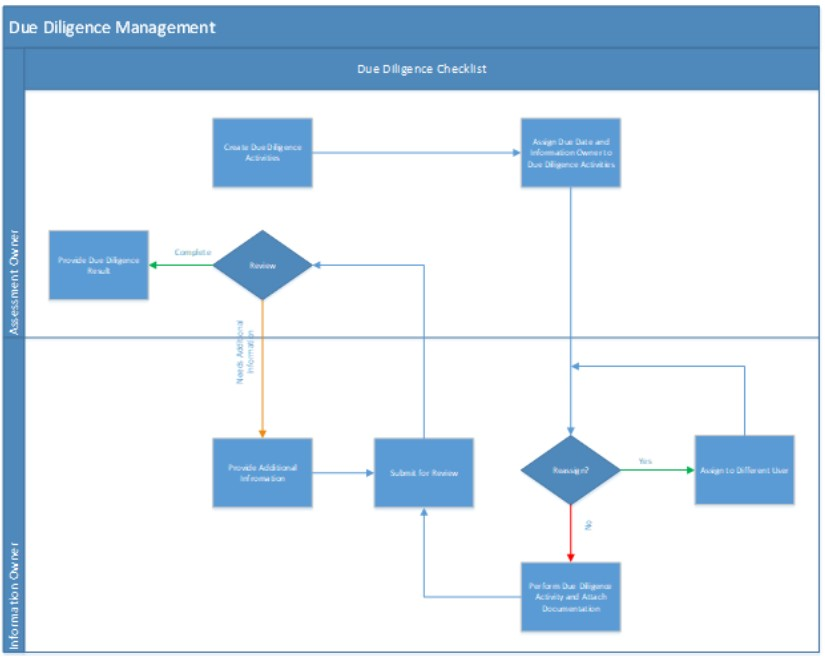 Due Diligence Management
Due Diligence Checklist
Assessment Owner
Create Due Diligence
Activities
Assign Due Date and
Information Owner to
Due Diligence Activities
Provide Due Diligence
Result
Complete
Review
Needs Additional
Information
Information Owner
Provide Additional
Infromation
Submit for Review
Reassign?
Yes
Assign to Different User
No
Perform Due Diligence
Activity and Attach
Documentation